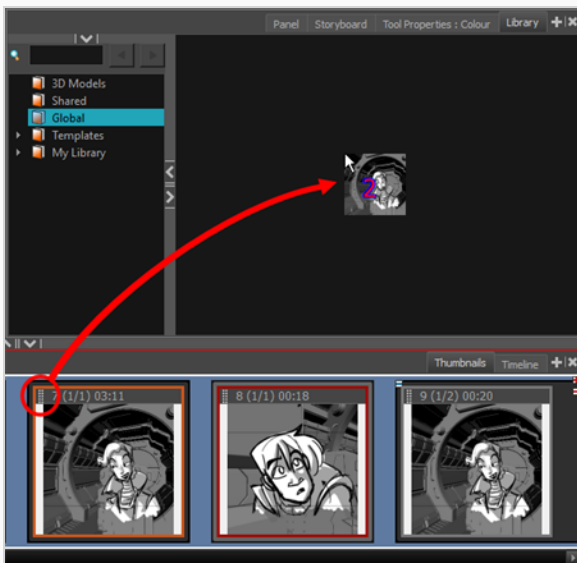 Panel Storyboard Tool Properties : Colour Library
3D Models
Shared
Global
Templates
My Library
2
Thumbnails Timeline
7 (1/1) 03:11 8 (1/1) 00:18 9 (1/2) 00:20